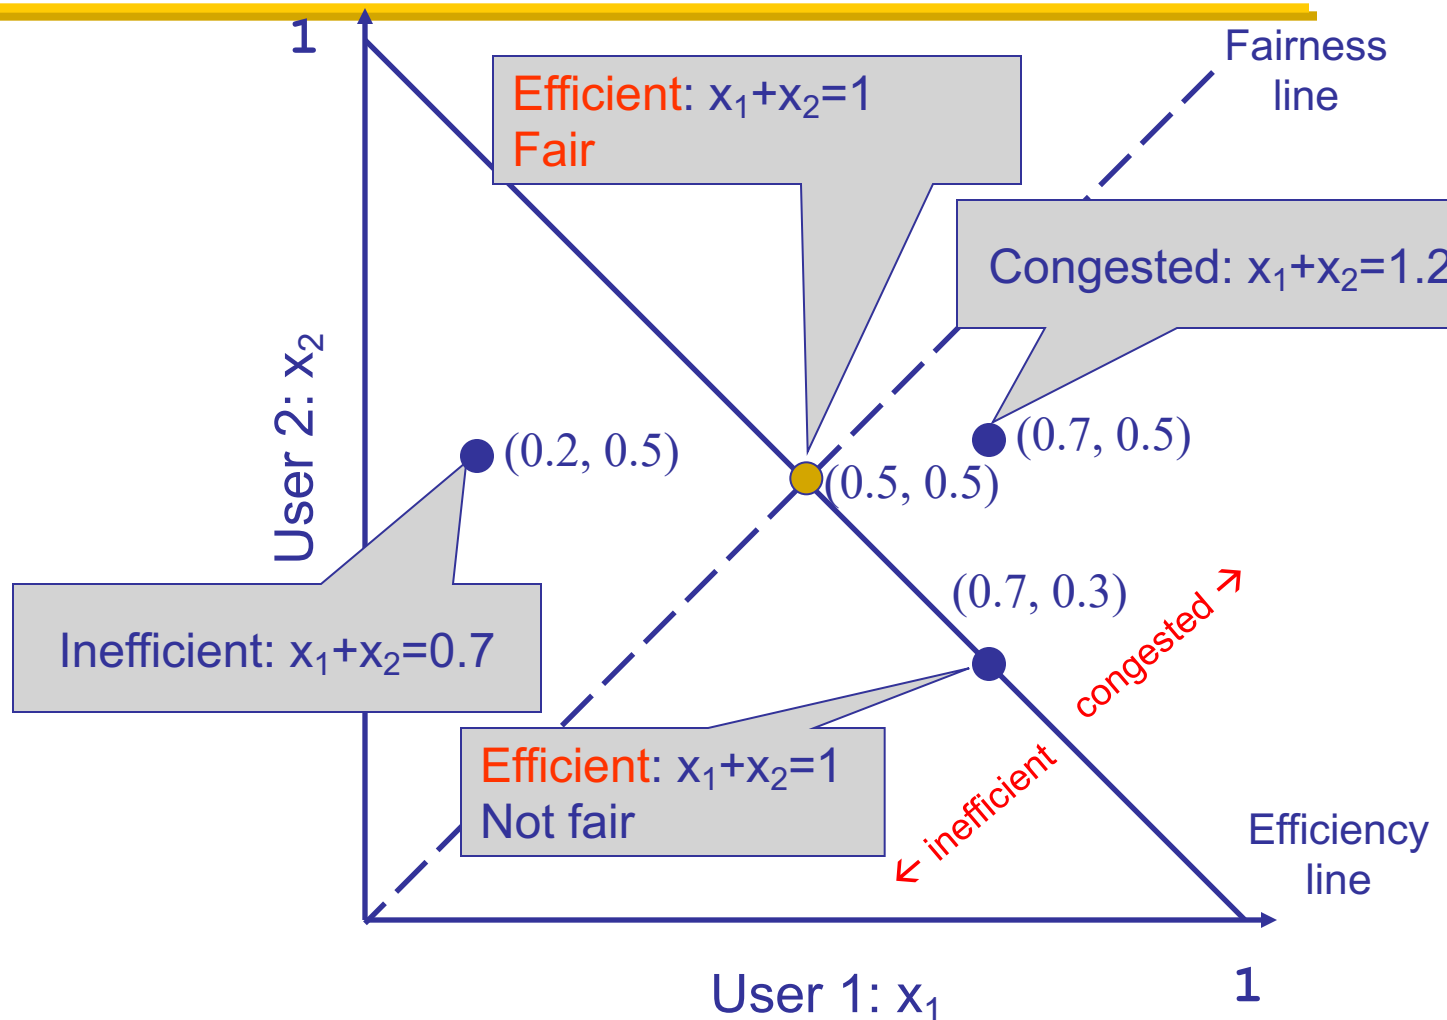 1
Fairness
line
Efficient: x₁+x₂=1
Fair
Congested: x₁+x₂=1.2
User 2: x₂
(0.2, 0.5)
(0.7, 0.5)
(0.5, 0.5)
(0.7, 0.3)
congested →
Inefficient: x₁+x₂=0.7
← inefficient
Efficient: x₁+x₂=1
Not fair
Efficiency
line
User 1: x₁
1